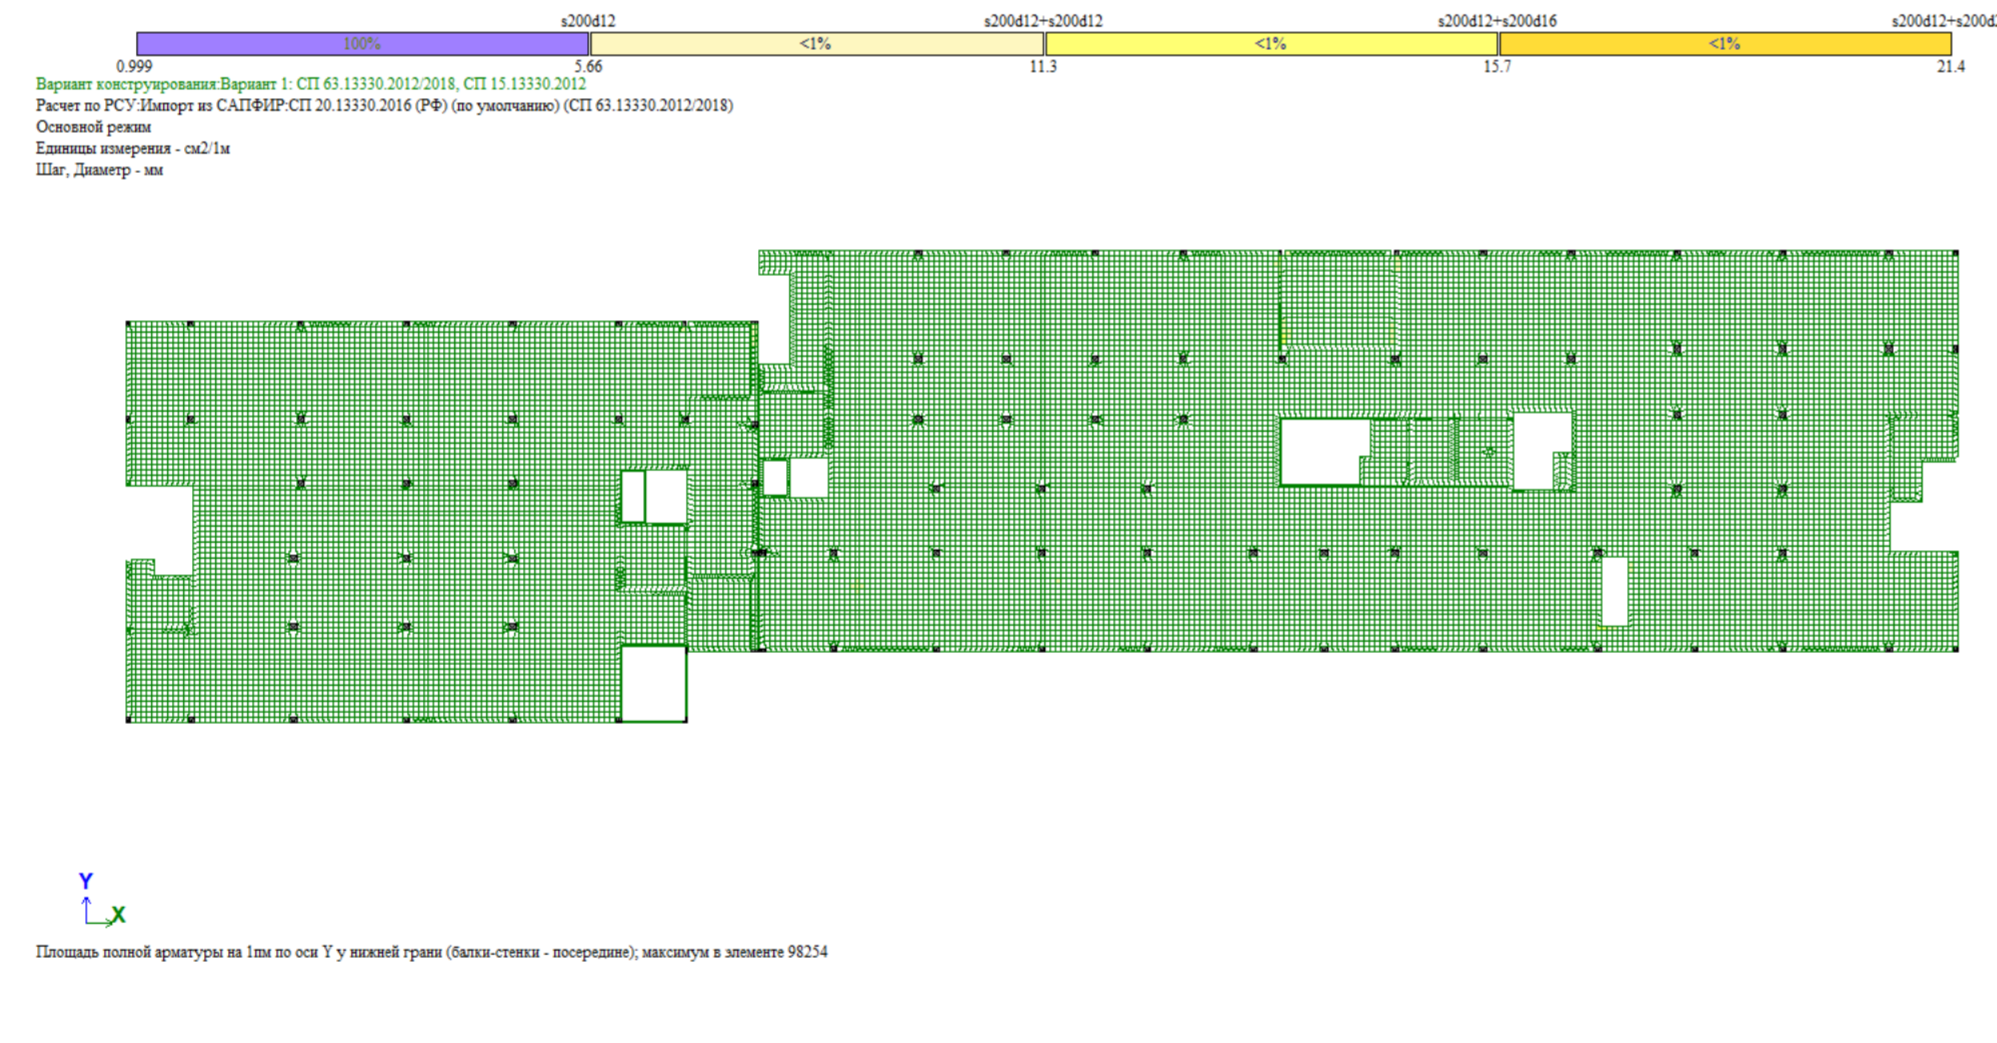 s200d12 s200d12+s200d12 s200d12+s200d16
100% <1% <1% <1%
0.999 5.66 11.3 15.7 21.4
Вариант конструирования:Вариант 1: СП 63.13330.2012/2018, СП 15.13330.2012
Расчет по РСУ:Импорт из САПФИР:СП 20.13330.2016 (РФ) (по умолчанию) (СП 63.13330.2012/2018)
Основной режим
Единицы измерения - см2/1м
Шаг, Диаметр - мм
Y
X
Площадь полной арматуры на 1пм по оси Y у нижней грани (балки-стенки - посередине); максимум в элементе 98254